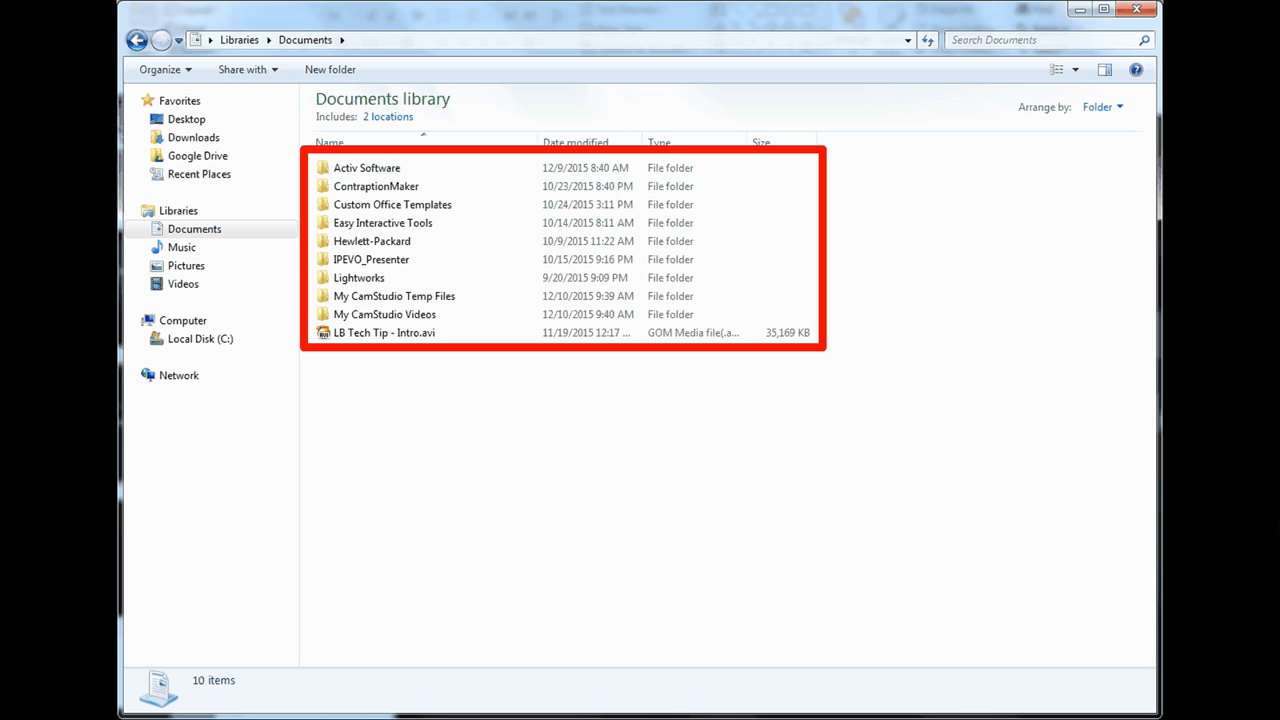 Libraries Documents
Search Documents
Organize Share with New folder
Documents library
Includes: 2 locations
Arrange by: Folder
Name Date modified Type Size
Favorites
Desktop
Downloads
Google Drive
Recent Places
Libraries
Documents
Music
Pictures
Videos
Computer
Local Disk (C:)
Network
Activ Software 12/9/2015 8:40 AM File folder
ContraptionMaker 10/23/2015 8:40 PM File folder
Custom Office Templates 10/24/2015 3:11 PM File folder
Easy Interactive Tools 10/14/2015 8:11 AM File folder
Hewlett-Packard 10/9/2015 11:22 AM File folder
IPEVO_Presenter 10/15/2015 9:16 PM File folder
Lightworks 9/20/2015 9:09 PM File folder
My CamStudio Temp Files 12/10/2015 9:39 AM File folder
My CamStudio Videos 12/10/2015 9:40 AM File folder
LB Tech Tip - Intro.avi 11/19/2015 12:17 ... GOM Media file(.a... 35,169 KB
10 items